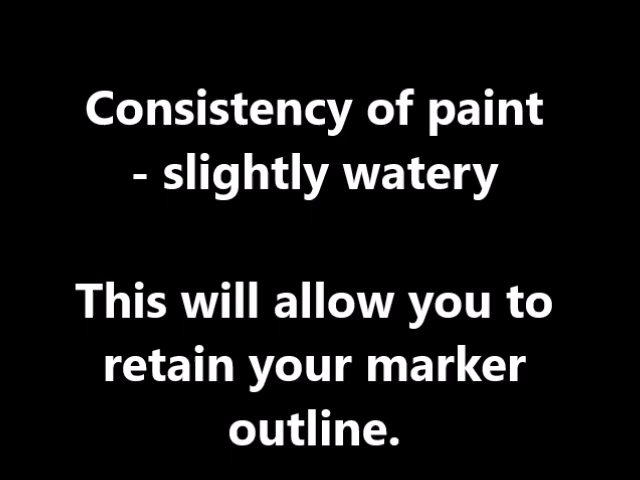 Consistency of paint
- slightly watery
This will allow you to
retain your marker
outline.